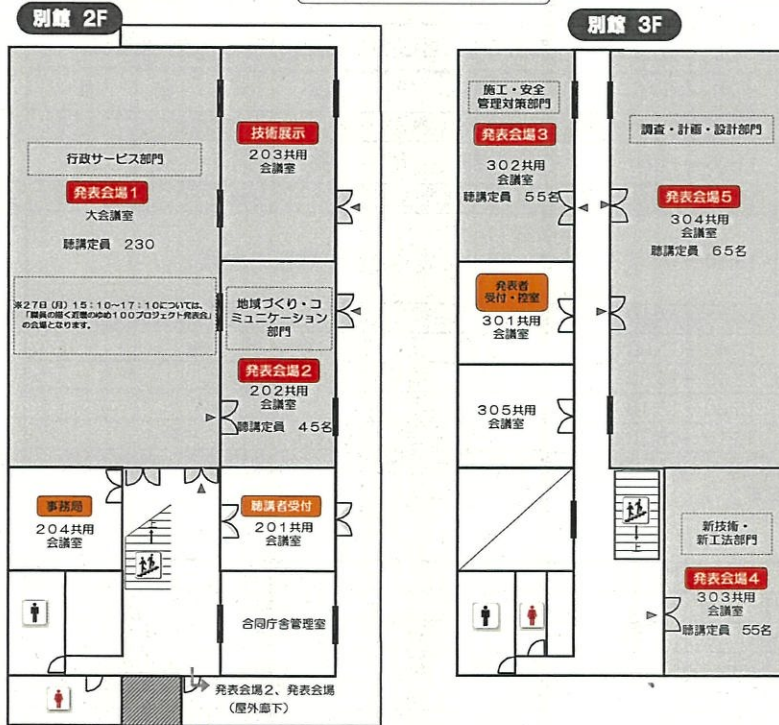 別館 2F
行政サービス部門
発表会場1
大会議室
聴講定員 230
※27日(月)15:10~17:10については、
「職員の描く近畿のゆめ100プロジェクト発表会」
の会場となります。
技術展示
203共用
会議室
地域づくり・コ
ミュニケーション
部門
発表会場2
202共用
会議室
聴講定員 45名
事務局
204共用
会議室
上
聴講者受付
201共用
会議室
合同庁舎管理室
発表会場2、発表会場
(屋外廊下)
別館 3F
施工・安全
管理対策部門
発表会場3
302共用
会議室
聴講定員 55名
発表者
受付・控室
301共用
会議室
305共用
会議室
調査・計画・設計部門
発表会場5
304共用
会議室
聴講定員 65名
上
新技術・
新工法部門
発表会場4
303共用
会議室
聴講定員 55名